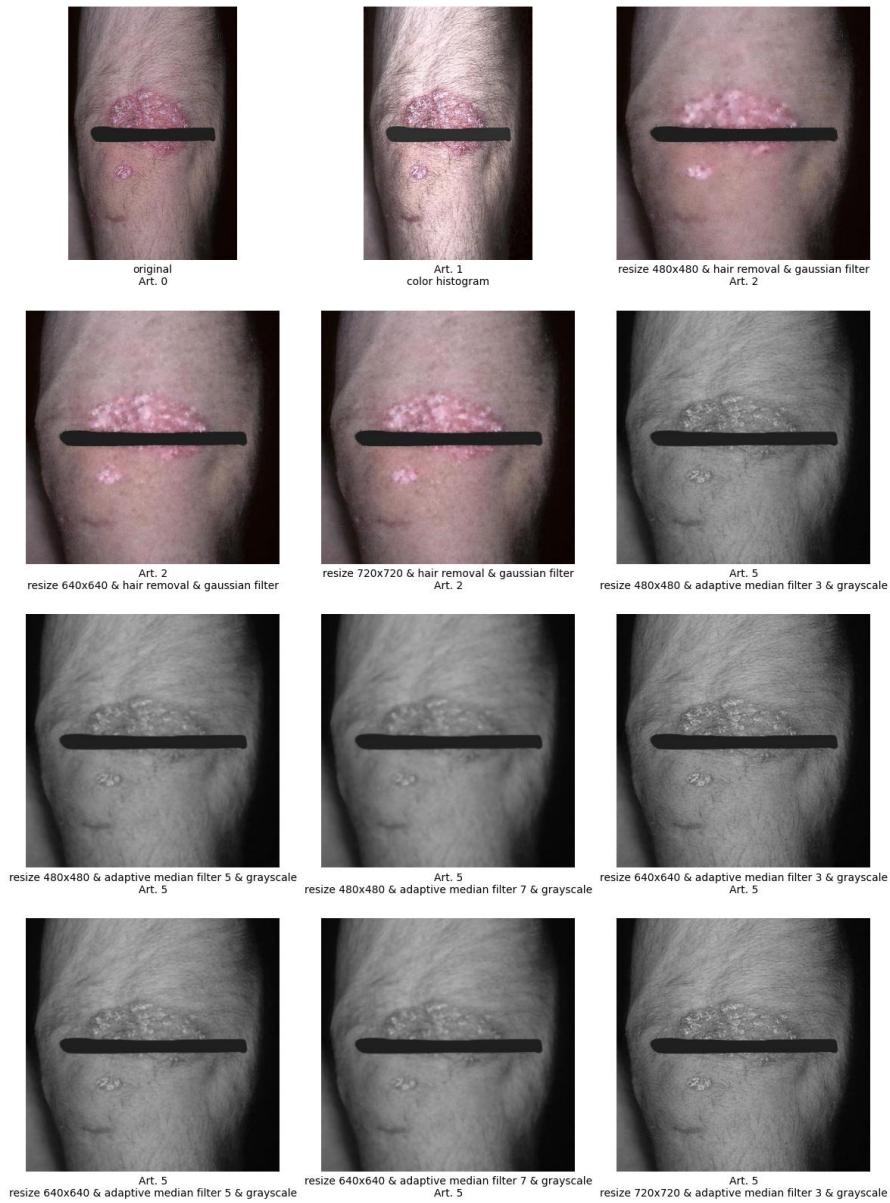 original
Art. 0
Art. 1
color histogram
resize 480x480 & hair removal & gaussian filter
Art. 2
Art. 2
resize 640x640 & hair removal & gaussian filter
resize 720x720 & hair removal & gaussian filter
Art. 2
Art. 5
resize 480x480 & adaptive median filter 3 & grayscale
resize 480x480 & adaptive median filter 5 & grayscale
Art. 5
Art. 5
resize 480x480 & adaptive median filter 7 & grayscale
resize 640x640 & adaptive median filter 3 & grayscale
Art. 5
Art. 5
resize 640x640 & adaptive median filter 5 & grayscale
resize 640x640 & adaptive median filter 7 & grayscale
Art. 5
Art. 5
resize 720x720 & adaptive median filter 3 & grayscale